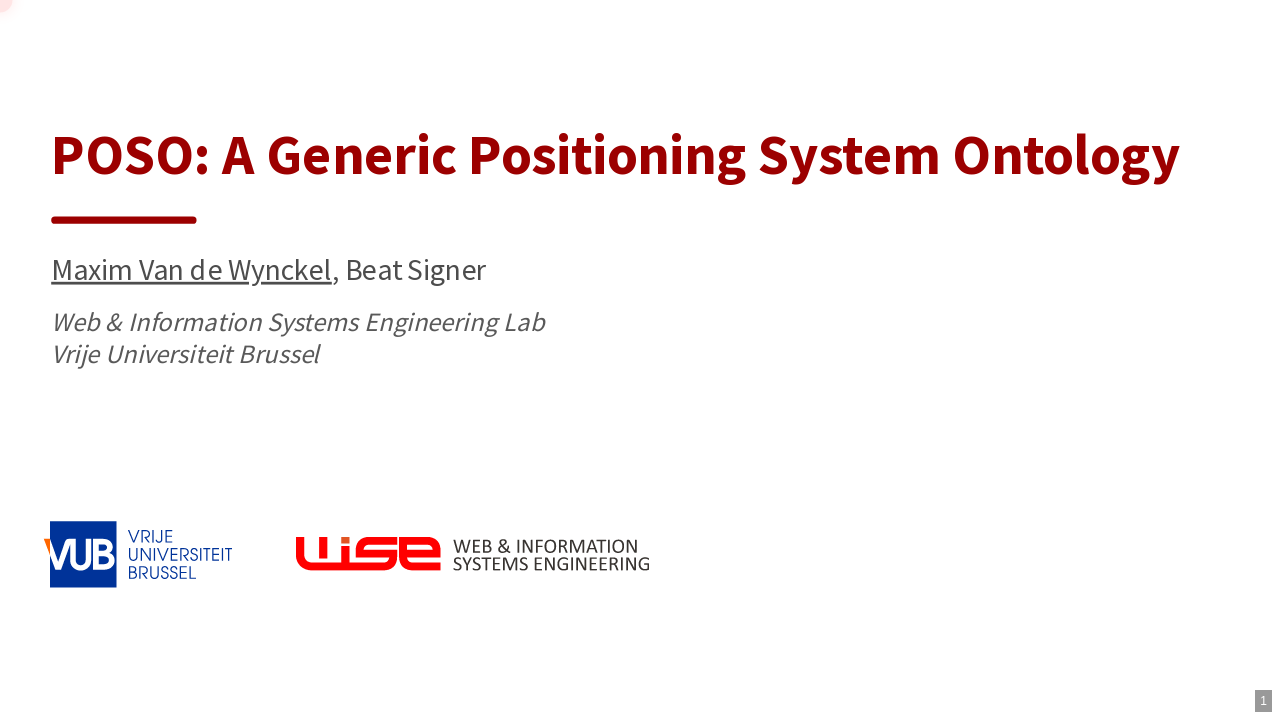 POSO: A Generic Positioning System Ontology
Maxim Van de Wynckel, Beat Signer
Web & Information Systems Engineering Lab
Vrije Universiteit Brussel
VUB
VRIJE
UNIVERSITEIT
BRUSSEL
wise
WEB & INFORMATION
SYSTEMS ENGINEERING
1